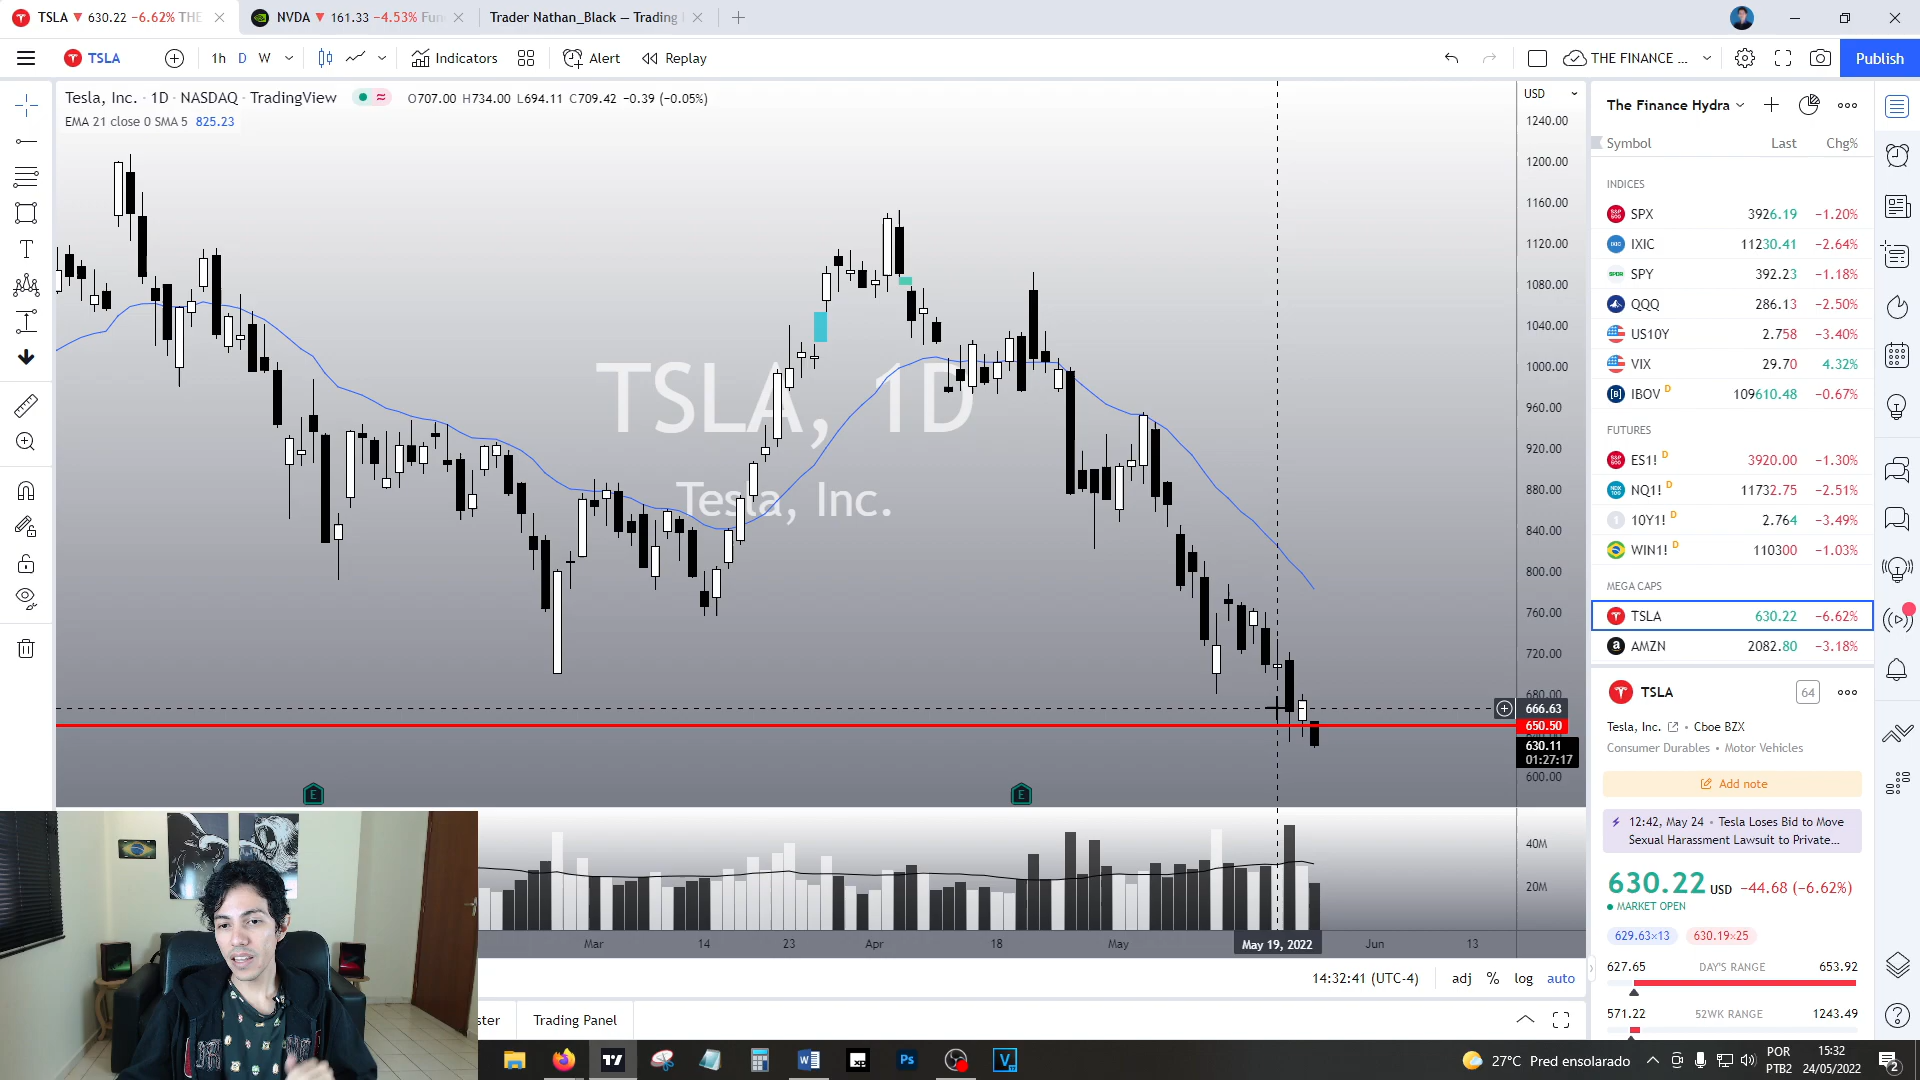 TSLA ▼ 630.22 −6.62% THE
NVDA ▼ 161.33 −4.53% Fun
Trader Nathan_Black — Trading
TSLA
1h D W
Indicators
Alert
Replay
THE FINANCE ...
Publish
Tesla, Inc. · 1D · NASDAQ · TradingView
O707.00 H734.00 L694.11 C709.42 −0.39 (−0.05%)
EMA 21 close 0 SMA 5 825.23
TSLA, 1D
Tesla, Inc.
USD
1240.00
1200.00
1160.00
1120.00
1080.00
1040.00
1000.00
960.00
920.00
880.00
840.00
800.00
760.00
720.00
680.00
666.63
650.50
630.11
01:27:17
600.00
E
E
40M
20M
Mar
14
23
Apr
18
May
May 19, 2022
Jun
13
14:32:41 (UTC-4)
adj % log auto
ster
Trading Panel
The Finance Hydra
Symbol Last Chg%
INDICES
SPX 3926.19 −1.20%
IXIC 11230.41 −2.64%
SPY 392.23 −1.18%
QQQ 286.13 −2.50%
US10Y 2.758 −3.40%
VIX 29.70 4.32%
IBOV D 109610.48 −0.67%
FUTURES
ES1! D 3920.00 −1.30%
NQ1! D 11732.75 −2.51%
10Y1! D 2.764 −3.49%
WIN1! D 110300 −1.03%
MEGA CAPS
TSLA 630.22 −6.62%
AMZN 2082.80 −3.18%
TSLA
64
Tesla, Inc. • Cboe BZX
Consumer Durables • Motor Vehicles
Add note
12:42, May 24 • Tesla Loses Bid to Move
Sexual Harassment Lawsuit to Private...
630.22 USD −44.68 (−6.62%)
MARKET OPEN
629.63×13 630.19×25
627.65 DAY'S RANGE 653.92
571.22 52WK RANGE 1243.49
27°C Pred ensolarado
POR
PTB2
15:32
24/05/2022
2